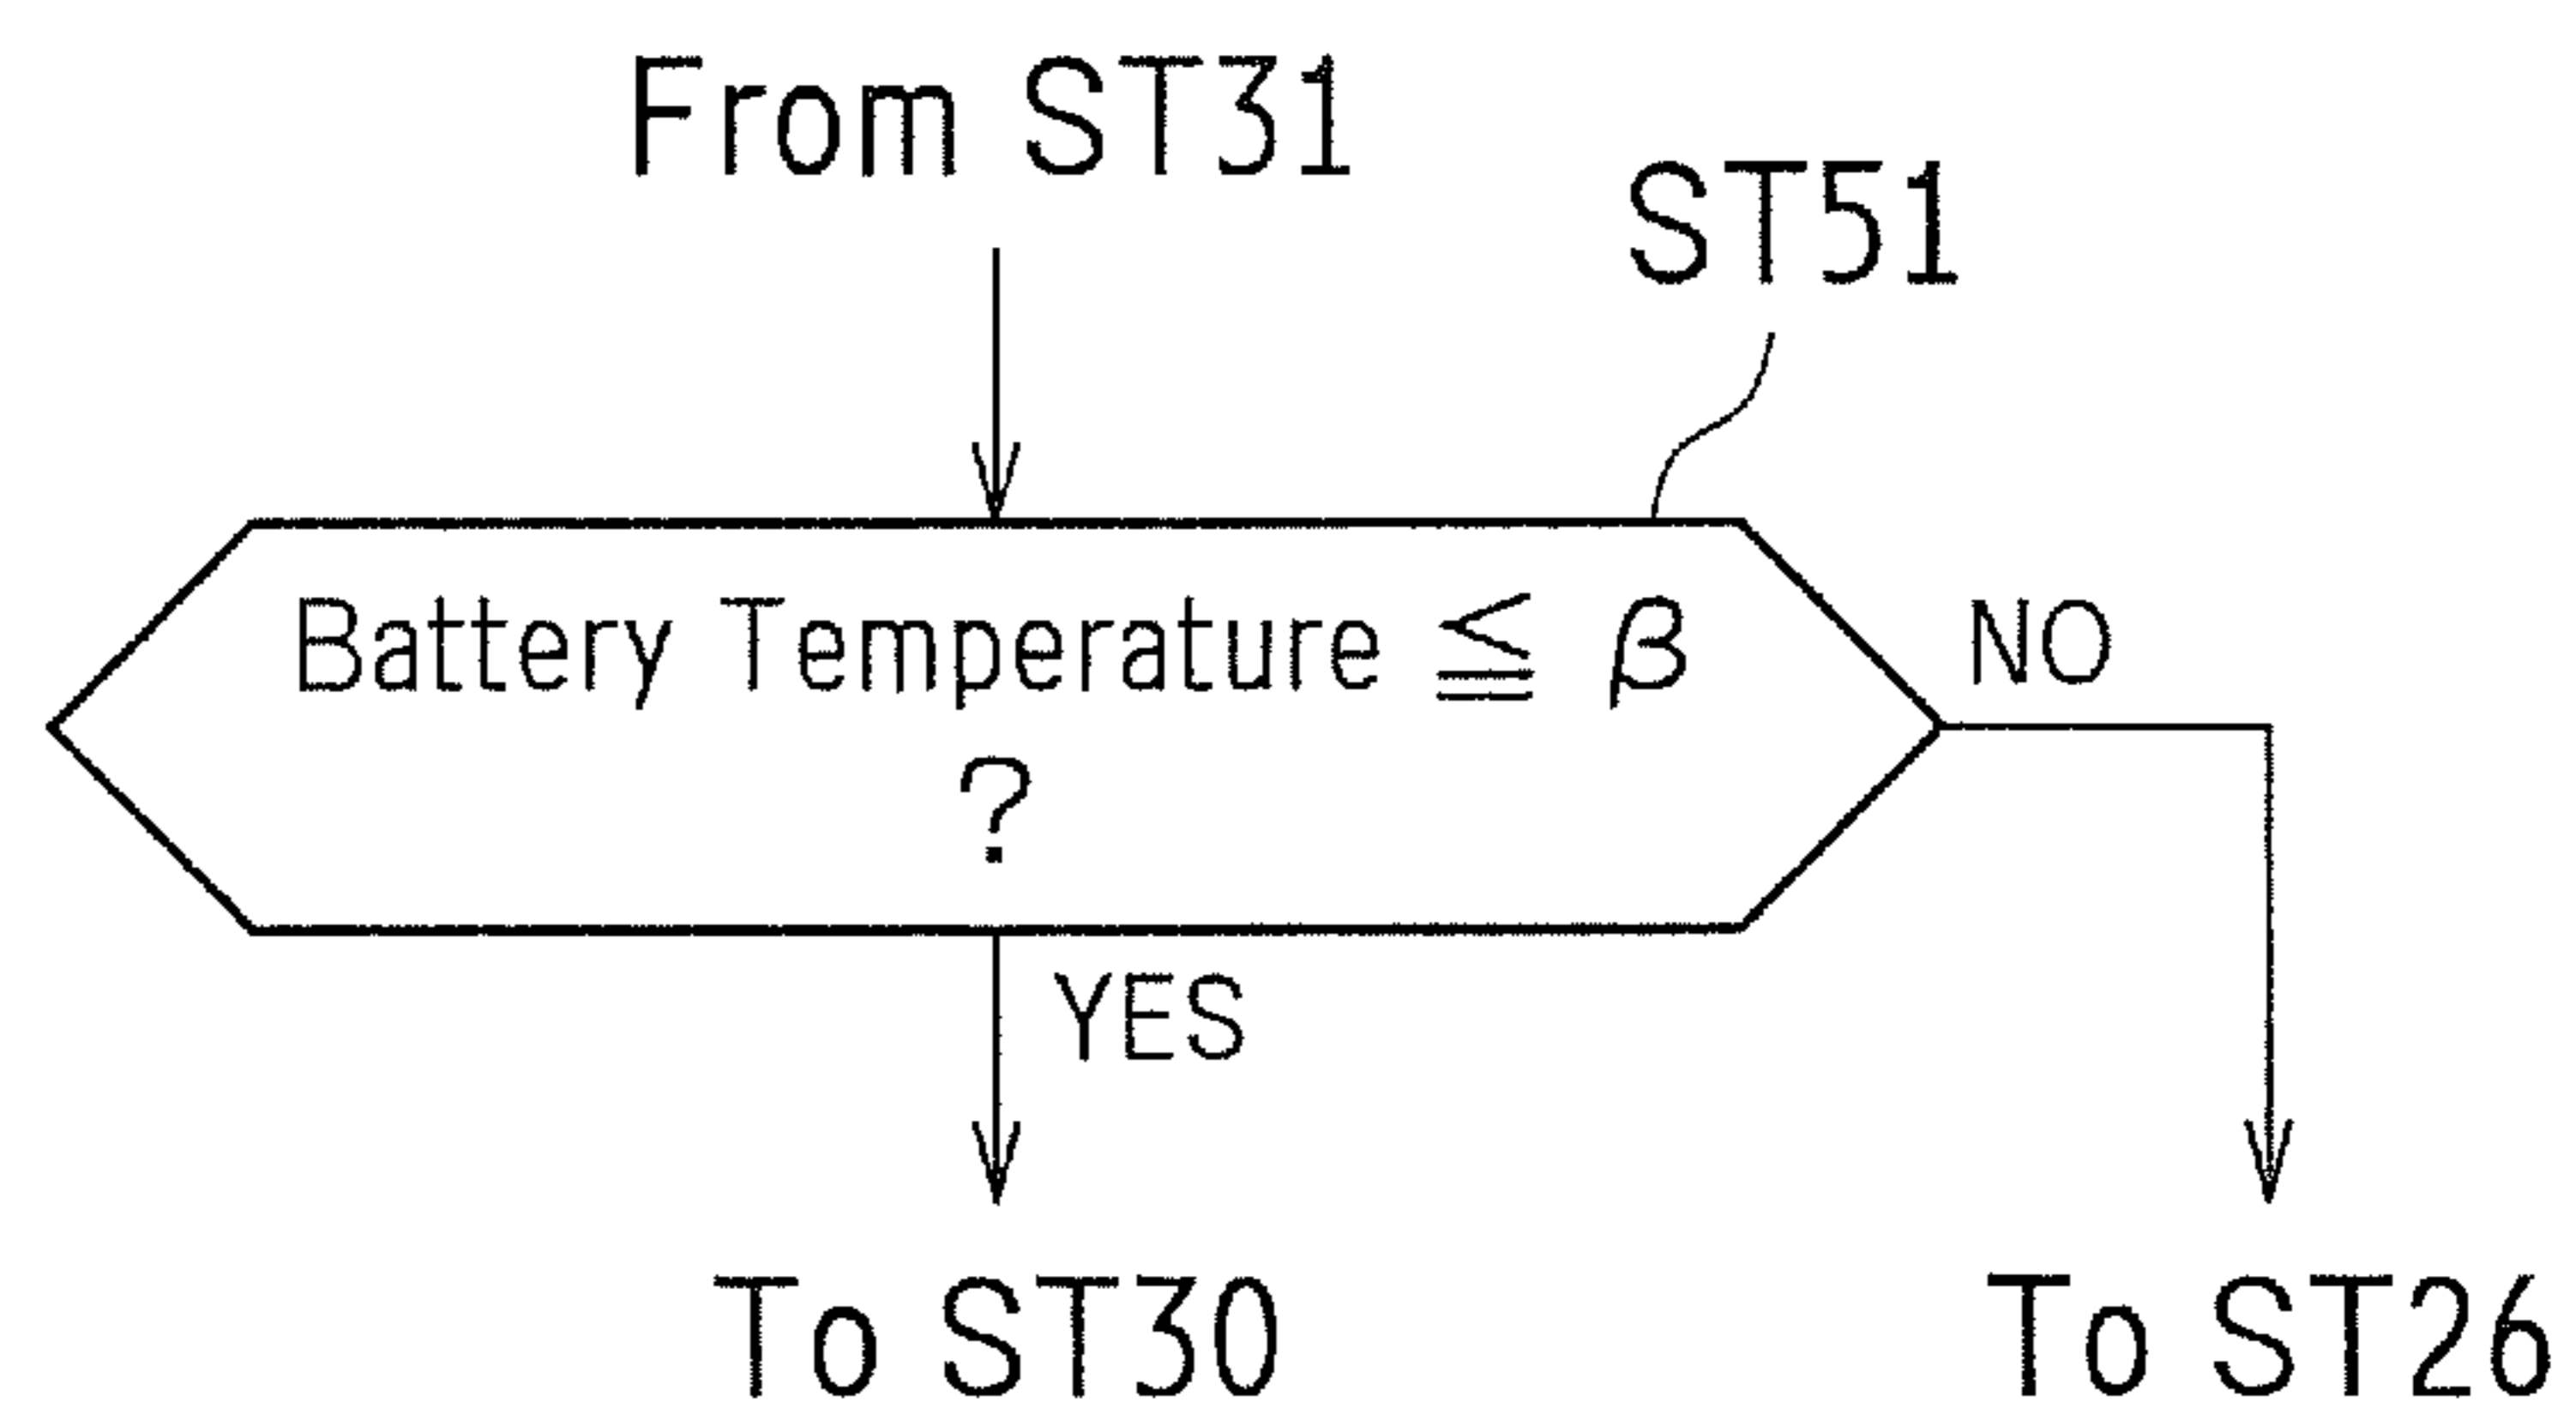 From ST31
ST51
Battery Temperature ≦ β
?
NO
YES
To ST30
To ST26